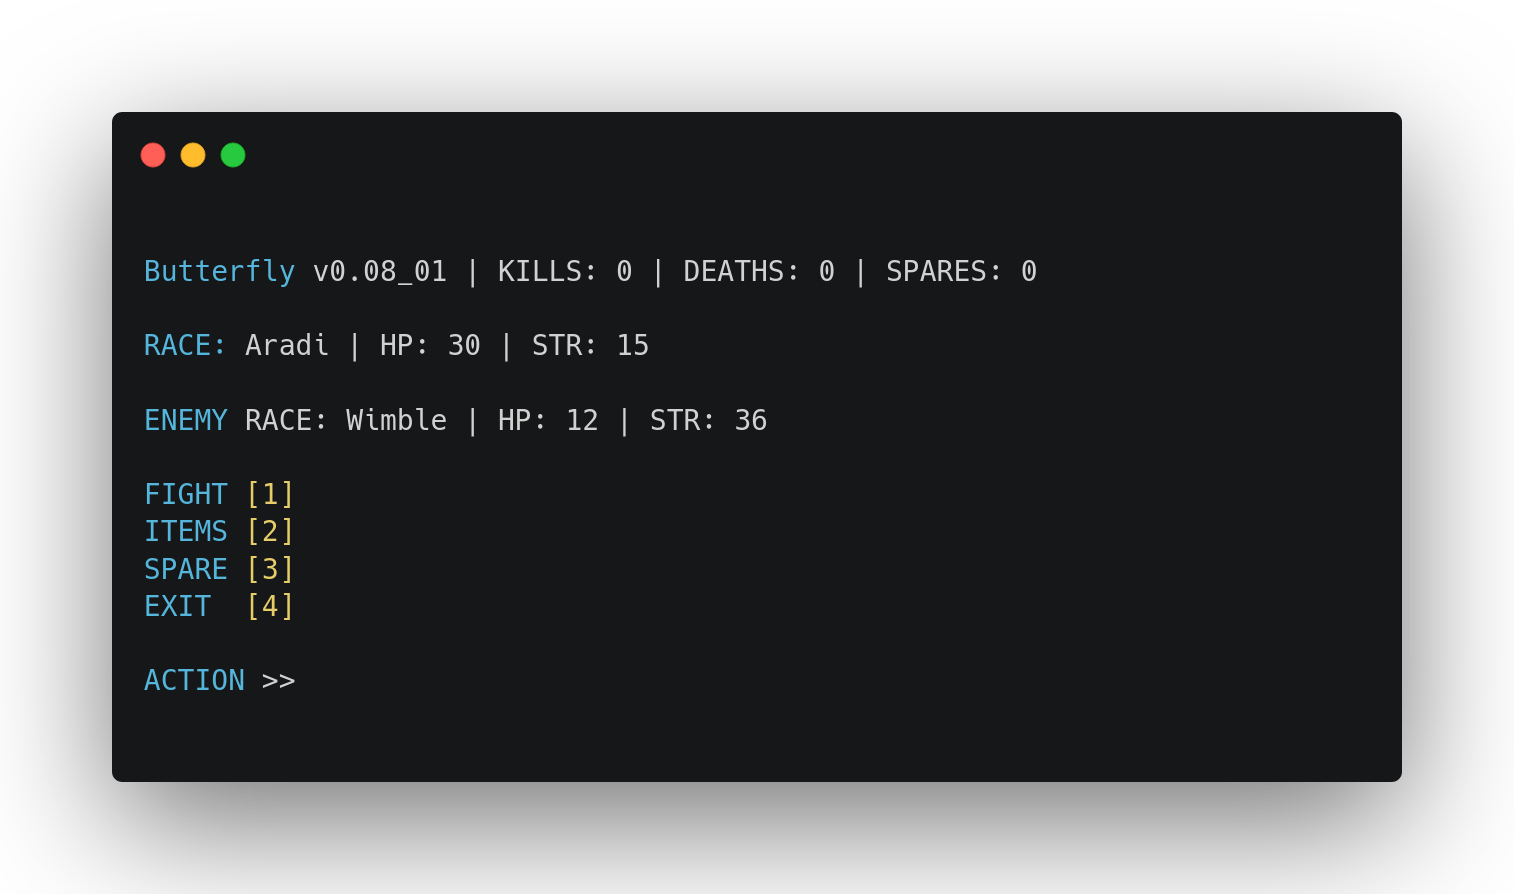 Butterfly v0.08_01 | KILLS: 0 | DEATHS: 0 | SPARES: 0
RACE: Aradi | HP: 30 | STR: 15
ENEMY RACE: Wimble | HP: 12 | STR: 36
FIGHT [1]
ITEMS [2]
SPARE [3]
EXIT  [4]
ACTION >>